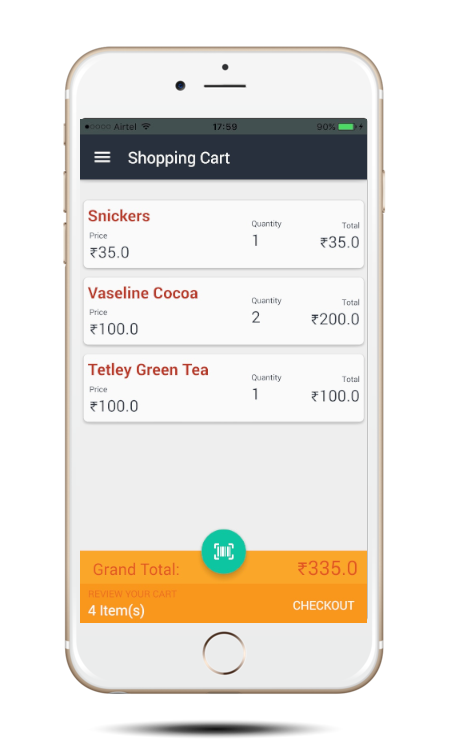 ●○○○○ Airtel 17:59 90%
Shopping Cart
Snickers
Price Quantity Total
₹35.0 1 ₹35.0
Vaseline Cocoa
Price Quantity Total
₹100.0 2 ₹200.0
Tetley Green Tea
Price Quantity Total
₹100.0 1 ₹100.0
Grand Total: ₹335.0
REVIEW YOUR CART
4 Item(s) CHECKOUT